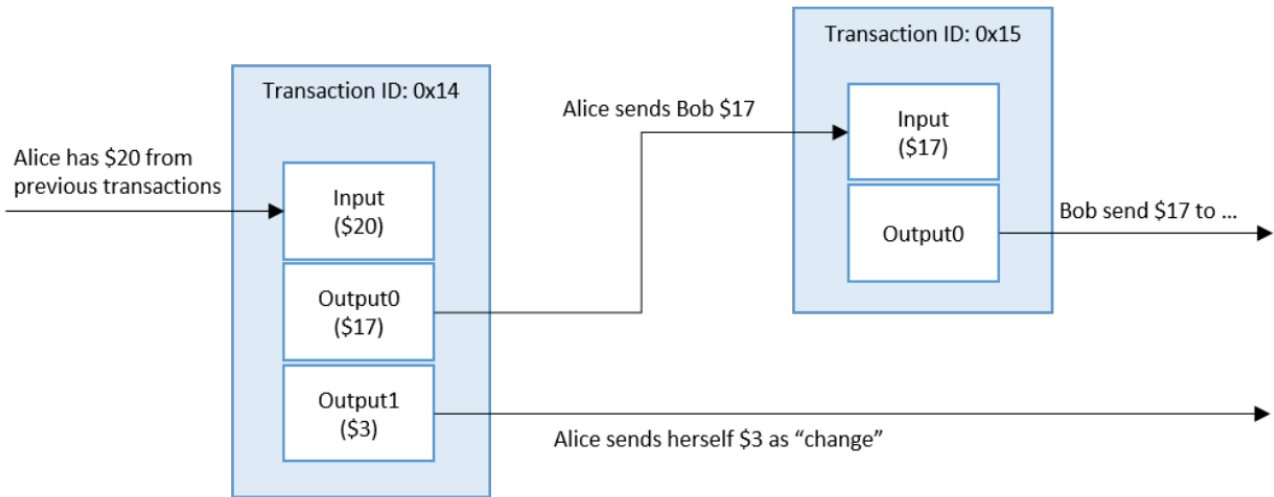 Transaction ID: 0x15
Transaction ID: 0x14
Alice sends Bob $17
Input
($17)
Alice has $20 from
previous transactions
Input
($20)
Bob send $17 to ...
Output0
Output0
($17)
Output1
($3)
Alice sends herself $3 as “change”